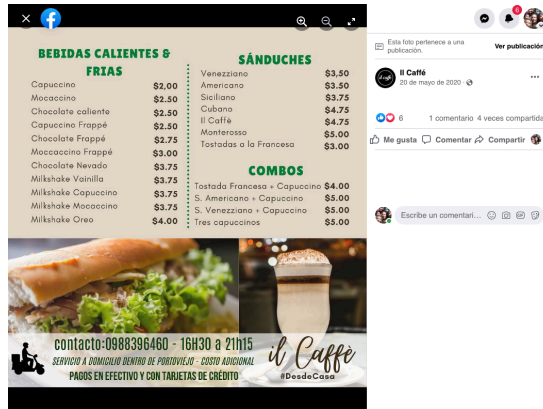 BEBIDAS CALIENTES &
FRIAS
Capuccino $2,00
Mocaccino $2.50
Chocolate caliente $2.50
Capuccino Frappé $2.50
Chocolate Frappé $2.75
Moccaccino Frappé $3.00
Chocolate Nevado $3.75
Milkshake Vainilla $3.75
Milkshake Capuccino $3.75
Milkshake Mocaccino $3.75
Milkshake Oreo $4.00
SÁNDUCHES
Venezziano $3,50
Americano $3.50
Siciliano $3.75
Cubano $4.75
Il Caffè $4.75
Monterosso $5.00
Tostadas a la Francesa $3.00
COMBOS
Tostada Francesa + Capuccino $4.00
S. Americano + Capuccino $5.00
S. Venezziano + Capuccino $5.00
Tres capuccinos $5.00
contacto:0988396460 - 16H30 a 21h15
SERVICIO A DOMICILIO DENTRO DE PORTOVIEJO - COSTO ADICIONAL
PAGOS EN EFECTIVO Y CON TARJETAS DE CRÉDITO
il Caffè
#DesdeCasa
6
Esta foto pertenece a una
publicación.
Ver publicación
Il Caffé
20 de mayo de 2020
6
1 comentario 4 veces compartida
Me gusta Comentar Compartir
Escribe un comentari...